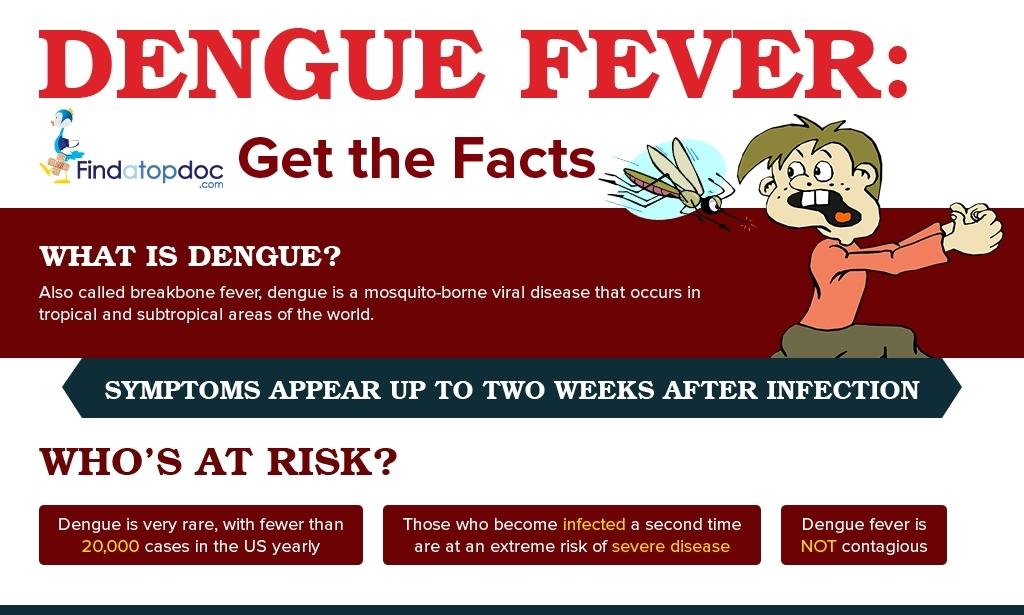 DENGUE FEVER:
Findatopdoc
.com
Get the Facts
WHAT IS DENGUE?
Also called breakbone fever, dengue is a mosquito-borne viral disease that occurs in
tropical and subtropical areas of the world.
SYMPTOMS APPEAR UP TO TWO WEEKS AFTER INFECTION
WHO'S AT RISK?
Dengue is very rare, with fewer than
20,000 cases in the US yearly
Those who become infected a second time
are at an extreme risk of severe disease
Dengue fever is
NOT contagious